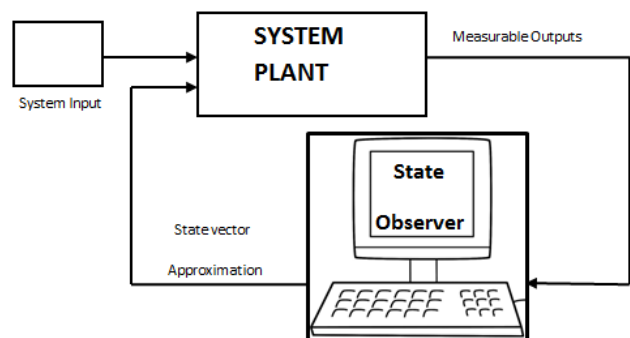 SYSTEM
PLANT
Measurable Outputs
System Input
State
Observer
State vector
Approximation